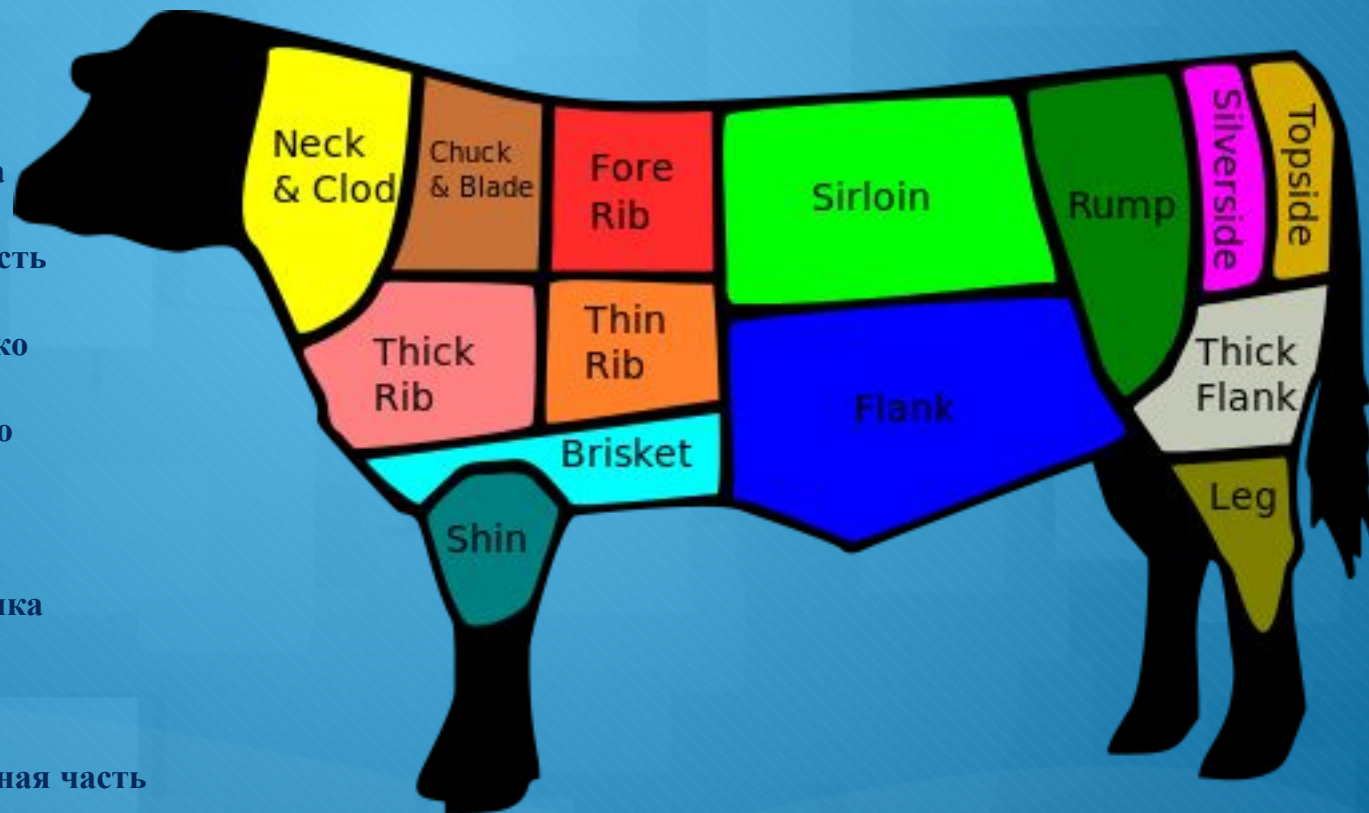 а
сть
ко
о
ика
ная часть
Neck
& Clod
Chuck
& Blade
Fore
Rib
Sirloin
Rump
Silverside
Topside
Thick
Rib
Thin
Rib
Flank
Thick
Flank
Brisket
Shin
Leg